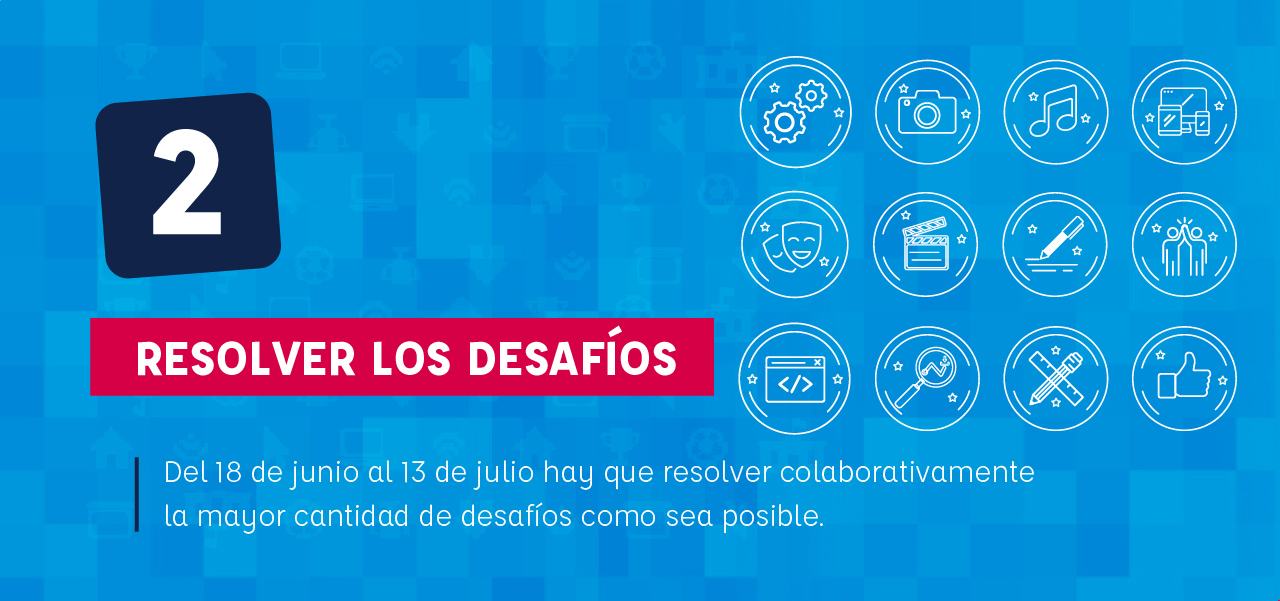 2
RESOLVER LOS DESAFÍOS
Del 18 de junio al 13 de julio hay que resolver colaborativamente
la mayor cantidad de desafíos como sea posible.